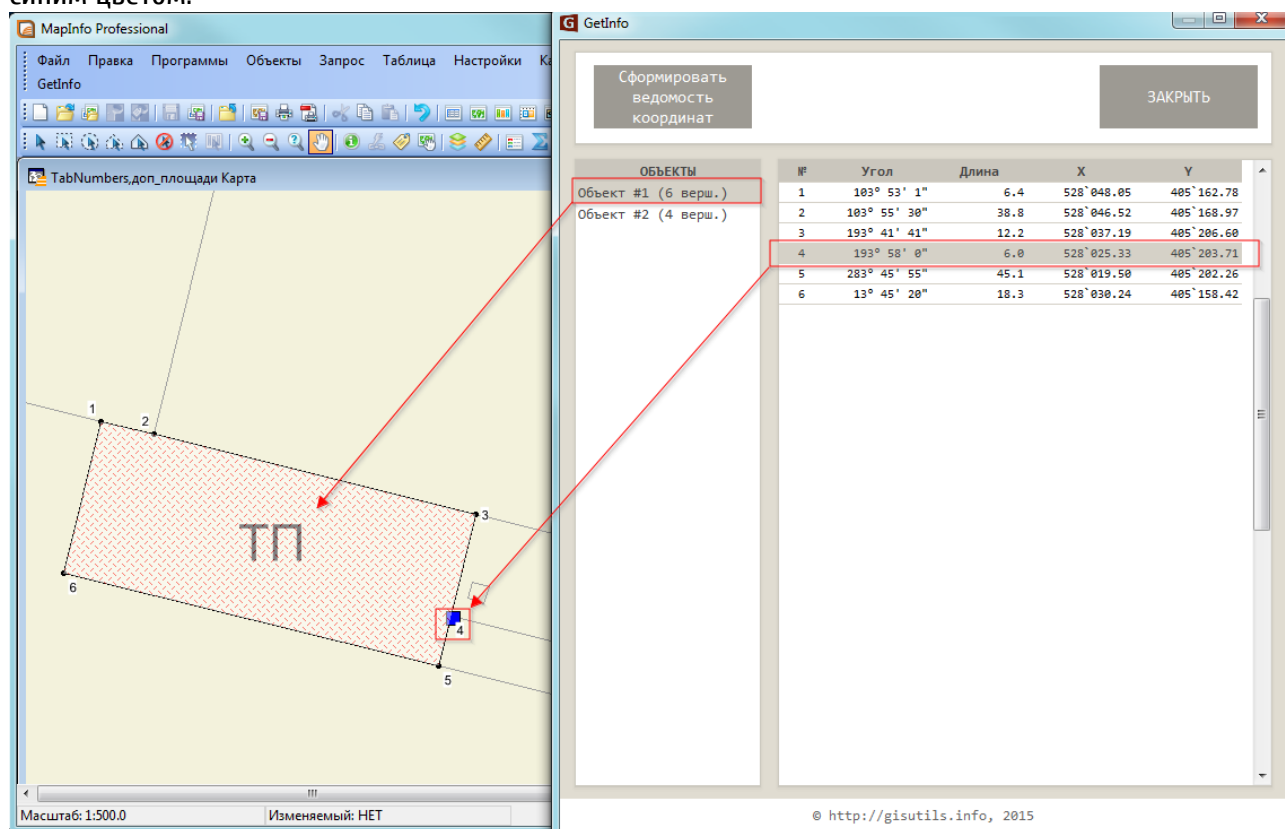 синим цветом.
MapInfo Professional
Файл Правка Программы Объекты Запрос Таблица Настройки
GetInfo
TabNumbers,доп_площади Карта
1
2
3
ТП
6
4
5
Масштаб: 1:500.0 Изменяемый: НЕТ
GetInfo
Сформировать
ведомость
координат
ЗАКРЫТЬ
ОБЪЕКТЫ
Объект #1 (6 верш.)
Объект #2 (4 верш.)
№ Угол Длина X Y
1 103° 53' 1" 6.4 528`048.05 405`162.78
2 103° 55' 30" 38.8 528`046.52 405`168.97
3 193° 41' 41" 12.2 528`037.19 405`206.60
4 193° 58' 0" 6.0 528`025.33 405`203.71
5 283° 45' 55" 45.1 528`019.50 405`202.26
6 13° 45' 20" 18.3 528`030.24 405`158.42
© http://gisutils.info, 2015